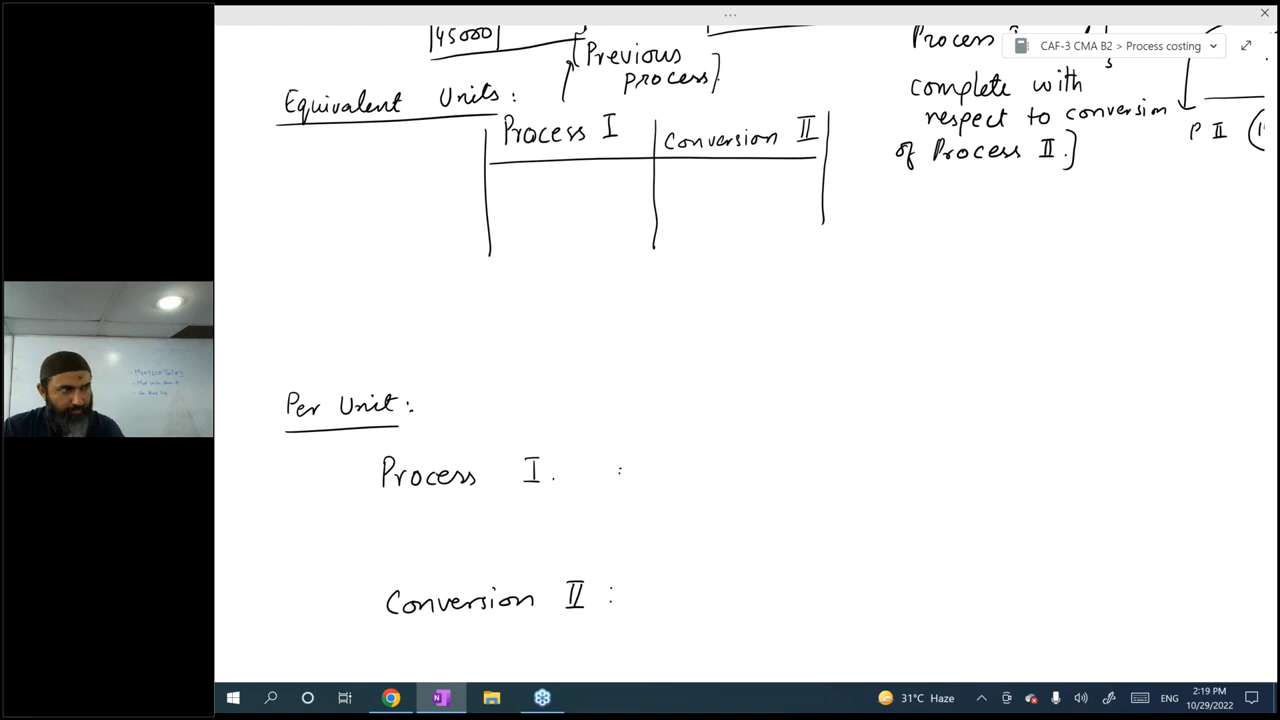 CAF-3 CMA B2 > Process costing
45000
[Previous
process]
Process
complete with
respect to conversion
of Process II.]
P II
Equivalent Units:
Process I
Conversion II
Per Unit:
Process I. :
Conversion II :
31°C Haze
ENG
2:19 PM
10/29/2022